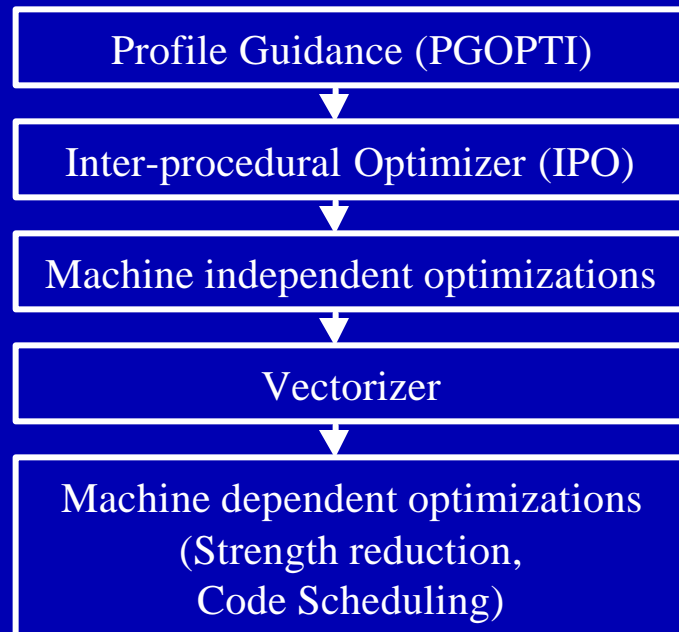 Profile Guidance (PGOPTI)
Inter-procedural Optimizer (IPO)
Machine independent optimizations
Vectorizer
Machine dependent optimizations
(Strength reduction,
Code Scheduling)